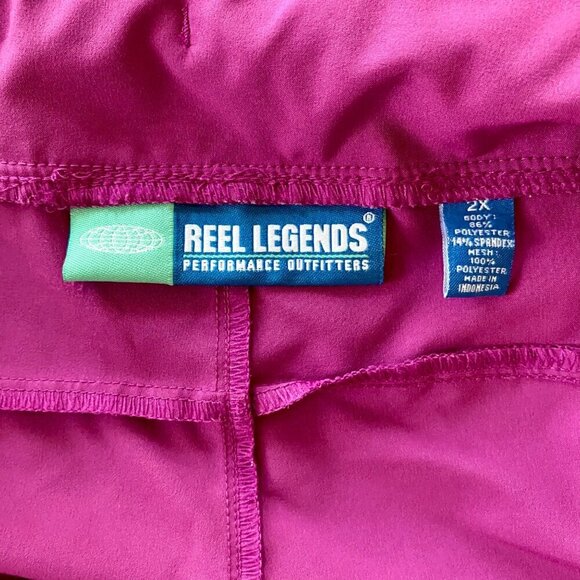 REEL LEGENDS®
PERFORMANCE OUTFITTERS
2X
BODY:
86%
POLYESTER
14% SPANDEX
MESH:
100%
POLYESTER
MADE IN
INDONESIA